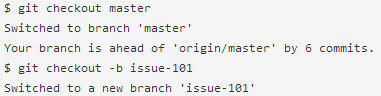 $ git checkout master
Switched to branch 'master'
Your branch is ahead of 'origin/master' by 6 commits.
$ git checkout -b issue-101
Switched to a new branch 'issue-101'